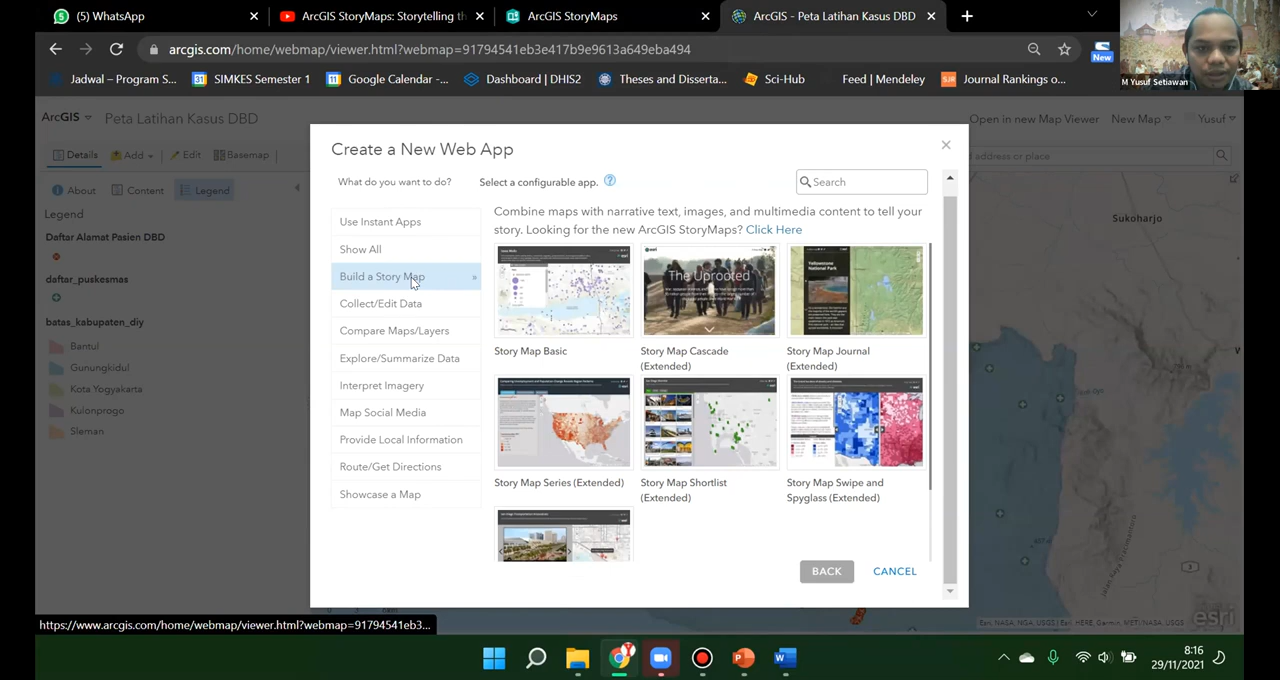 (5) WhatsApp
ArcGIS StoryMaps: Storytelling th
ArcGIS StoryMaps
ArcGIS - Peta Latihan Kasus DBD
arcgis.com/home/webmap/viewer.html?webmap=91794541eb3e417b9e9613a649eba494
New
M Yusuf Setiawan
Jadwal – Program S...
SIMKES Semester 1
Google Calendar -...
Dashboard | DHIS2
Theses and Disserta...
Sci-Hub
Feed | Mendeley
Journal Rankings o...
ArcGIS
Peta Latihan Kasus DBD
Open in new Map Viewer
New Map
Yusuf
Details
Add
Edit
Basemap
address or place
About
Content
Legend
Legend
Daftar Alamat Pasien DBD
daftar_puskesmas
batas_kabupaten_diy
Bantul
Gunungkidul
Kota Yogyakarta
Kulonprogo
Sleman
Create a New Web App
What do you want to do?
Select a configurable app.
Search
Use Instant Apps
Show All
Build a Story Map »
Collect/Edit Data
Compare Maps/Layers
Explore/Summarize Data
Interpret Imagery
Map Social Media
Provide Local Information
Route/Get Directions
Showcase a Map
Combine maps with narrative text, images, and multimedia content to tell your
story. Looking for the new ArcGIS StoryMaps? Click Here
The Uprooted
Yellowstone
National Park
Story Map Basic
Story Map Cascade
(Extended)
Story Map Journal
(Extended)
Story Map Series (Extended)
Story Map Shortlist
(Extended)
Story Map Swipe and
Spyglass (Extended)
BACK
CANCEL
Sukoharjo
esri
https://www.arcgis.com/home/webmap/viewer.html?webmap=91794541eb3...
8:16
29/11/2021